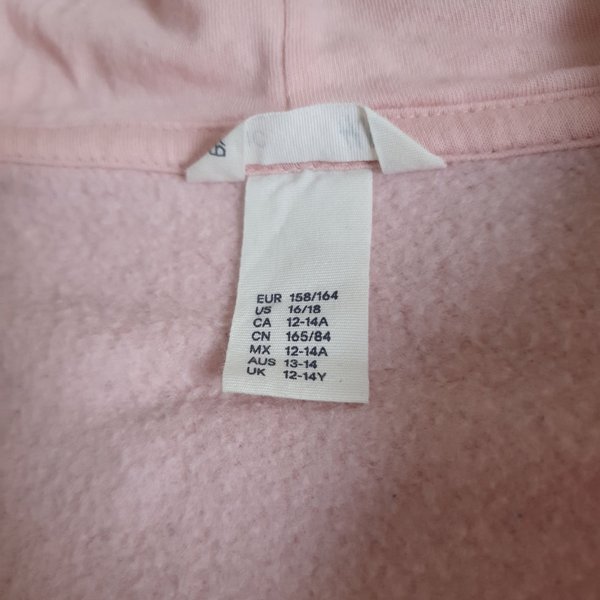 EUR 158/164
US 16/18
CA 12-14A
CN 165/84
MX 12-14A
AUS 13-14
UK 12-14Y